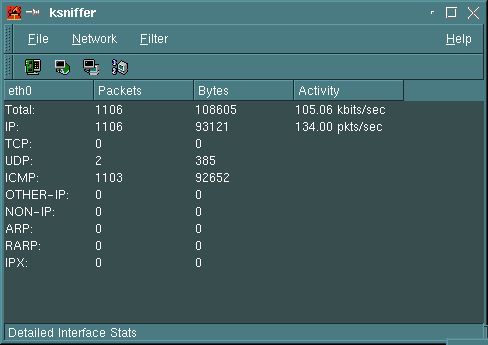 ksniffer
File Network Filter Help
eth0 Packets Bytes Activity
Total: 1106 108605 105.06 kbits/sec
IP: 1106 93121 134.00 pkts/sec
TCP: 0 0
UDP: 2 385
ICMP: 1103 92652
OTHER-IP: 0 0
NON-IP: 0 0
ARP: 0 0
RARP: 0 0
IPX: 0 0
Detailed Interface Stats